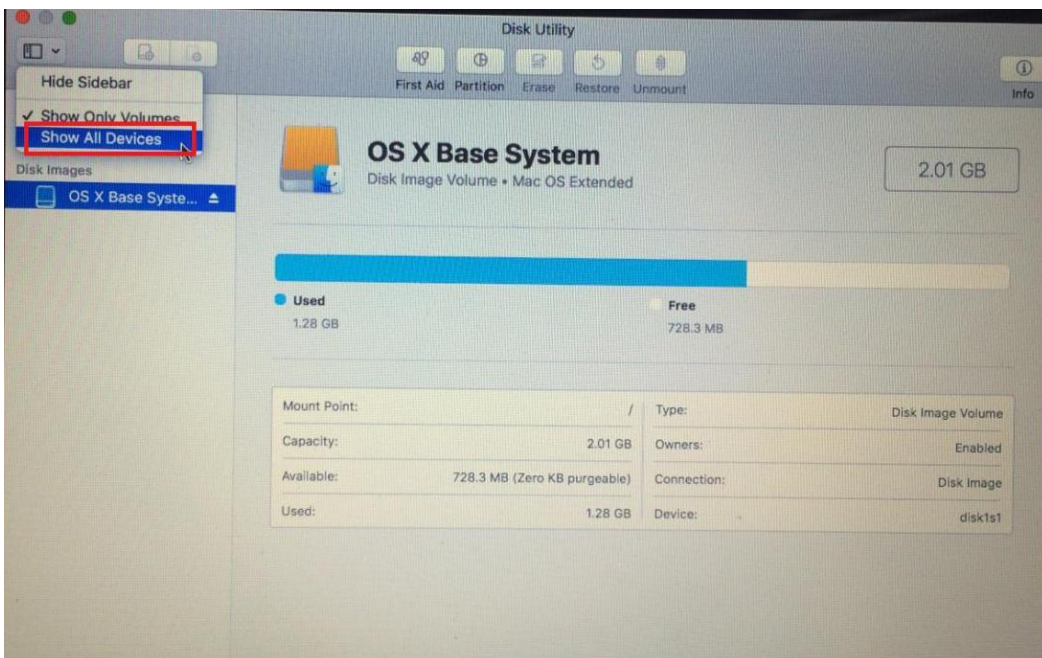 Disk Utility
First Aid Partition Erase Restore Unmount
Info
Hide Sidebar
✓ Show Only Volumes
Show All Devices
Disk Images
OS X Base Syste...
OS X Base System
Disk Image Volume • Mac OS Extended
2.01 GB
Used
1.28 GB
Free
728.3 MB
Mount Point: /
Type: Disk Image Volume
Capacity: 2.01 GB
Owners: Enabled
Available: 728.3 MB (Zero KB purgeable)
Connection: Disk Image
Used: 1.28 GB
Device: disk1s1